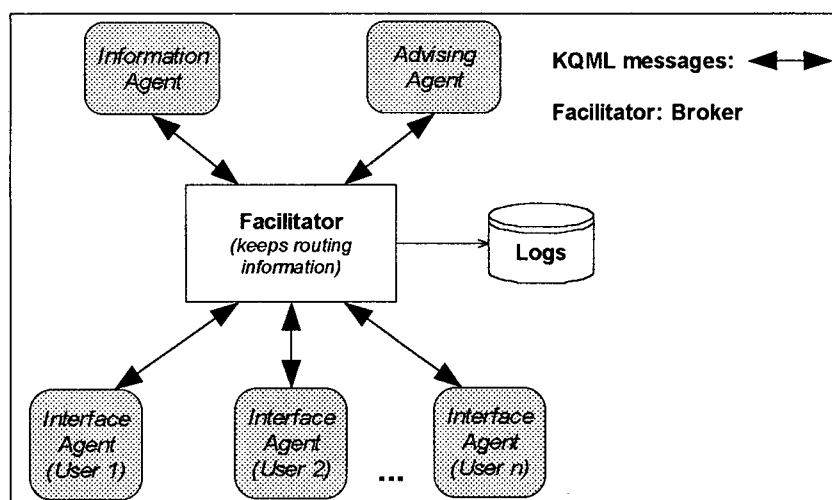 Information
Agent
Advising
Agent
KQML messages:
Facilitator: Broker
Facilitator
(keeps routing
information)
Logs
Interface
Agent
(User 1)
Interface
Agent
(User 2)
...
Interface
Agent
(User n)